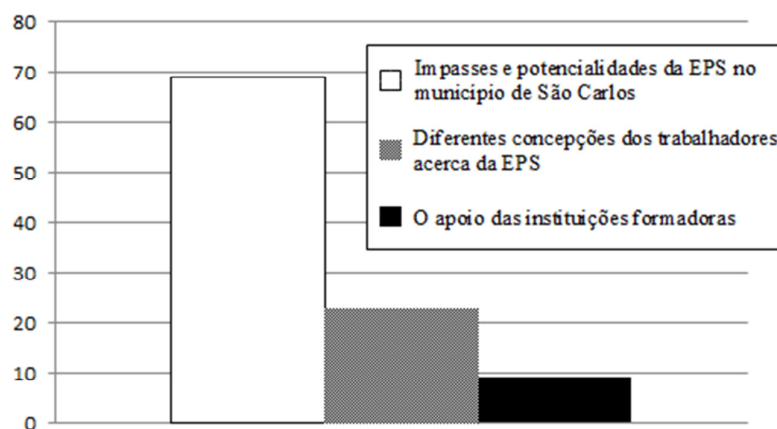 80
70
60
50
40
30
20
10
0
Impasses e potencialidades da EPS no
município de São Carlos
Diferentes concepções dos trabalhadores
acerca da EPS
O apoio das instituições formadoras